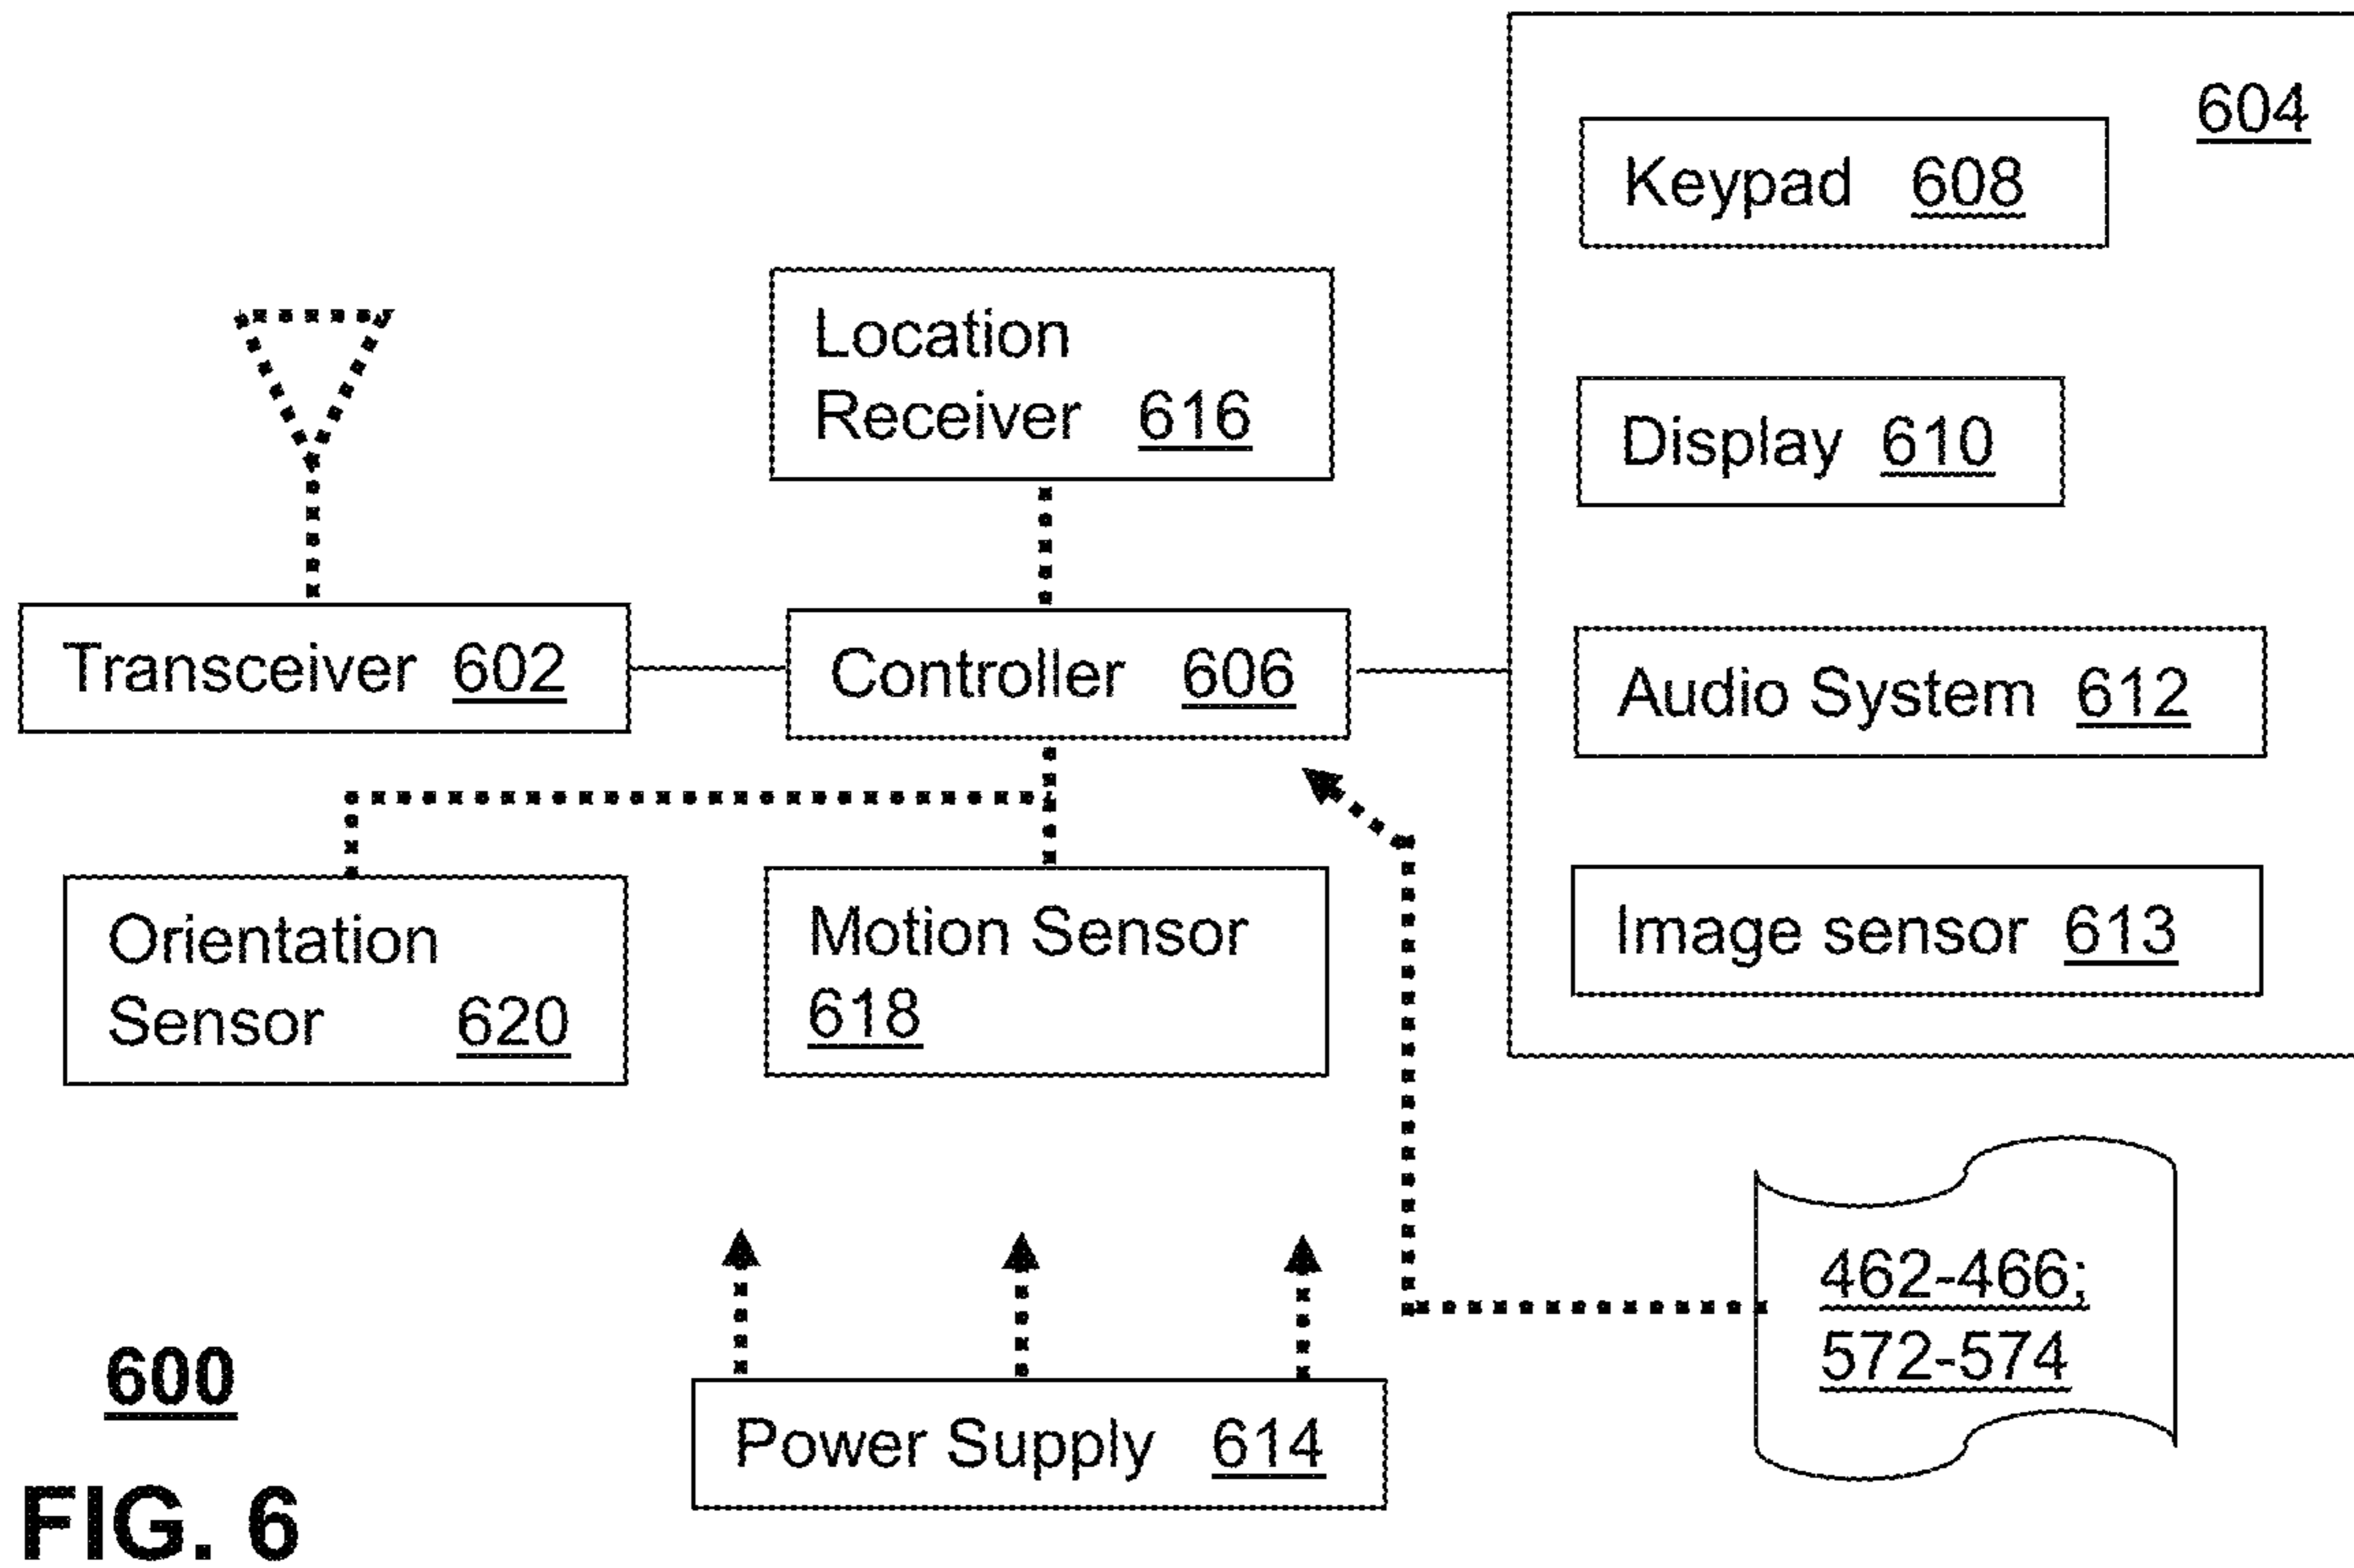 604
Keypad 608
Location
Receiver 616
Display 610
Transceiver 602
Controller 606
Audio System 612
Orientation
Sensor 620
Motion Sensor
618
Image sensor 613
462-466;
572-574
600
Power Supply 614
FIG. 6